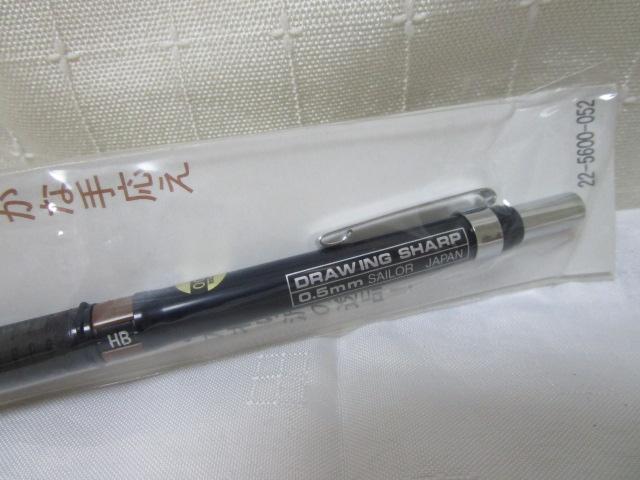 かな手応え
22-5600-052
DRAWING SHARP
0.5mm SAILOR JAPAN
HB